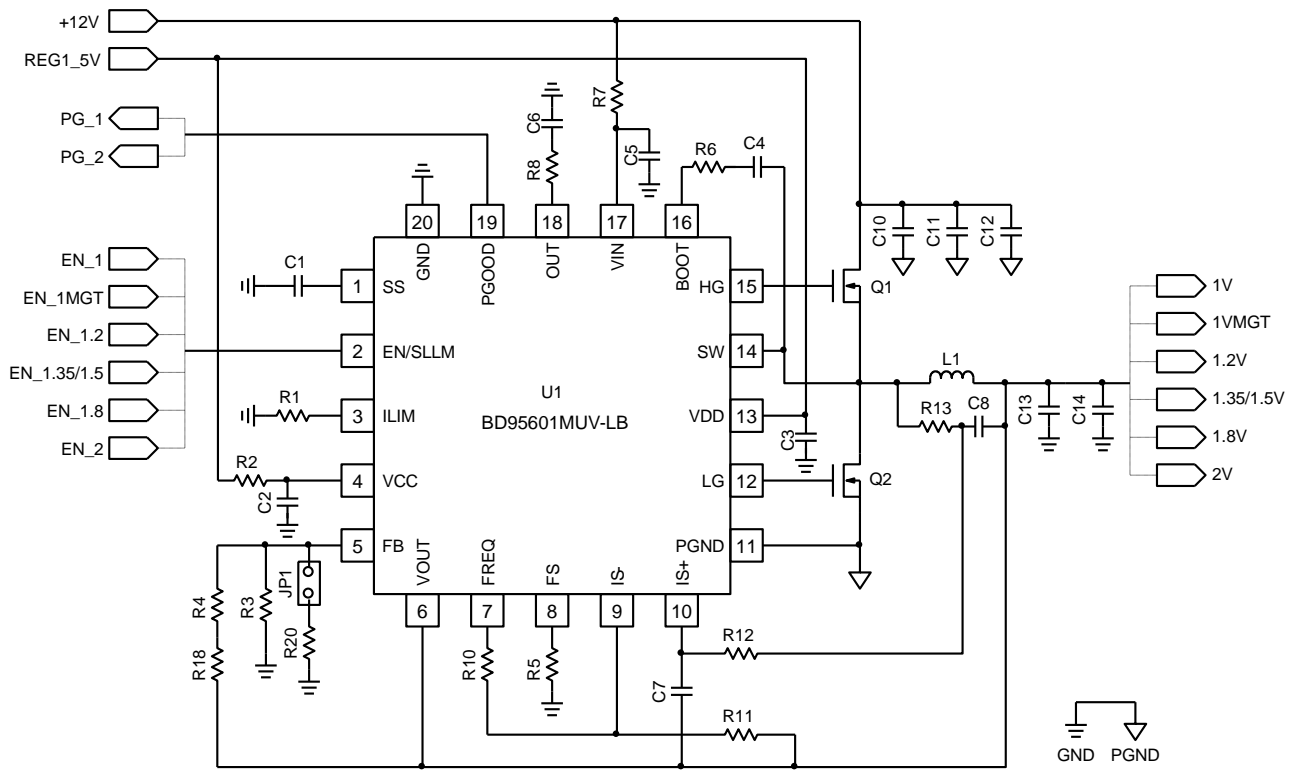 +12V
REG1_5V
PG_1
PG_2
R7
C6
R8
C5
R6
C4
20
19
18
17
16
GND
PGOOD
OUT
VIN
BOOT
C10
C11
C12
EN_1
EN_1MGT
EN_1.2
EN_1.35/1.5
EN_1.8
EN_2
C1
1
SS
HG
15
Q1
2
EN/SLLM
SW
14
L1
R1
3
ILIM
U1
BD95601MUV-LB
VDD
13
C3
R13
C8
C13
C14
1V
1VMGT
1.2V
1.35/1.5V
1.8V
2V
R2
C2
4
VCC
LG
12
Q2
5
FB
PGND
11
VOUT
FREQ
FS
IS-
IS+
6
7
8
9
10
R4
R3
JP1
R18
R20
R10
R5
R12
C7
R11
GND
PGND